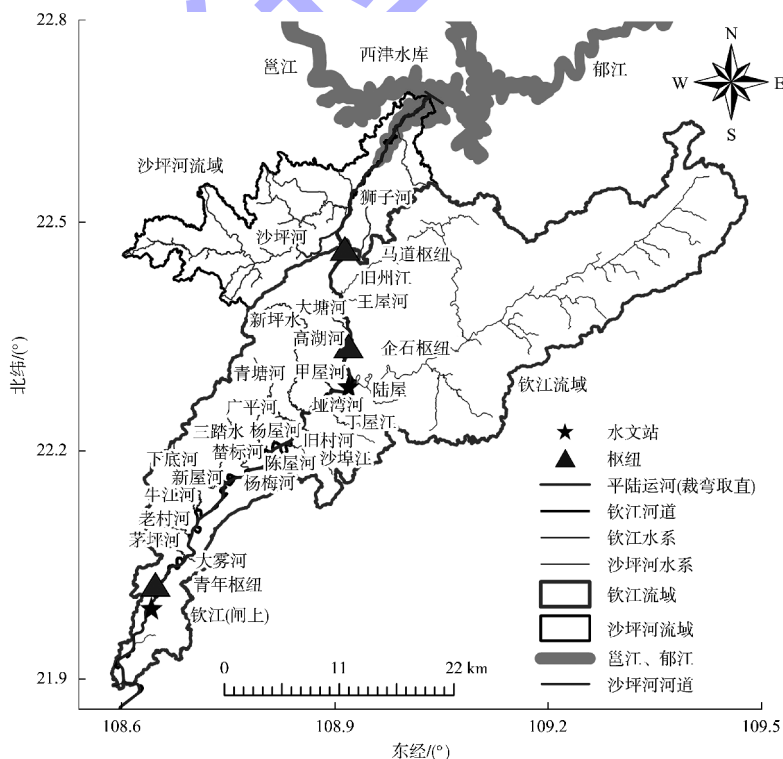 22.8
22.5
22.2
21.9
北纬/(°)
108.6
108.9
109.2
109.5
东经/(°)
N
W
E
S
邕江
西津水库
郁江
沙坪河流域
狮子河
沙坪河
马道枢纽
旧州江
王屋河
大塘河
新坪水
高湖河
企石枢纽
青塘河
甲屋河
陆屋
钦江流域
广平河
垭湾河
丁屋江
三踏水
杨屋河
旧村河
下底河
替标河
陈屋河
沙埠江
新屋河
杨梅河
牛江河
老村河
茅坪河
大雾河
青年枢纽
钦江(闸上)
0
11
22 km
水文站
枢纽
平陆运河(裁弯取直)
钦江河道
钦江水系
沙坪河水系
钦江流域
沙坪河流域
邕江、郁江
沙坪河河道